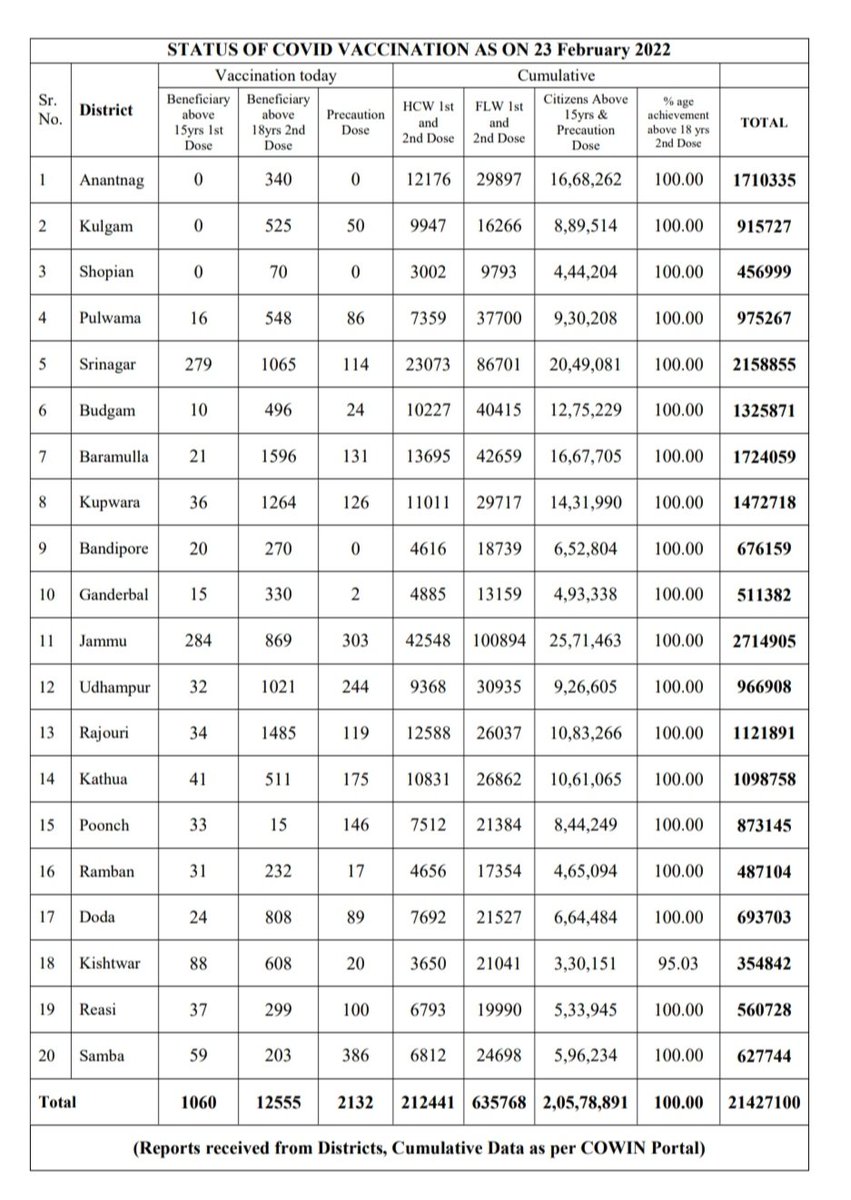 STATUS OF COVID VACCINATION AS ON 23 February 2022
Vaccination today Cumulative
Sr. No. District Beneficiary above 15yrs 1st Dose Beneficiary above 18yrs 2nd Dose Precaution Dose HCW 1st and 2nd Dose FLW 1st and 2nd Dose Citizens Above 15yrs & Precaution Dose % age achievement above 18 yrs 2nd Dose TOTAL
1 Anantnag 0 340 0 12176 29897 16,68,262 100.00 1710335
2 Kulgam 0 525 50 9947 16266 8,89,514 100.00 915727
3 Shopian 0 70 0 3002 9793 4,44,204 100.00 456999
4 Pulwama 16 548 86 7359 37700 9,30,208 100.00 975267
5 Srinagar 279 1065 114 23073 86701 20,49,081 100.00 2158855
6 Budgam 10 496 24 10227 40415 12,75,229 100.00 1325871
7 Baramulla 21 1596 131 13695 42659 16,67,705 100.00 1724059
8 Kupwara 36 1264 126 11011 29717 14,31,990 100.00 1472718
9 Bandipore 20 270 0 4616 18739 6,52,804 100.00 676159
10 Ganderbal 15 330 2 4885 13159 4,93,338 100.00 511382
11 Jammu 284 869 303 42548 100894 25,71,463 100.00 2714905
12 Udhampur 32 1021 244 9368 30935 9,26,605 100.00 966908
13 Rajouri 34 1485 119 12588 26037 10,83,266 100.00 1121891
14 Kathua 41 511 175 10831 26862 10,61,065 100.00 1098758
15 Poonch 33 15 146 7512 21384 8,44,249 100.00 873145
16 Ramban 31 232 17 4656 17354 4,65,094 100.00 487104
17 Doda 24 808 89 7692 21527 6,64,484 100.00 693703
18 Kishtwar 88 608 20 3650 21041 3,30,151 95.03 354842
19 Reasi 37 299 100 6793 19990 5,33,945 100.00 560728
20 Samba 59 203 386 6812 24698 5,96,234 100.00 627744
Total 1060 12555 2132 212441 635768 2,05,78,891 100.00 21427100
(Reports received from Districts, Cumulative Data as per COWIN Portal)